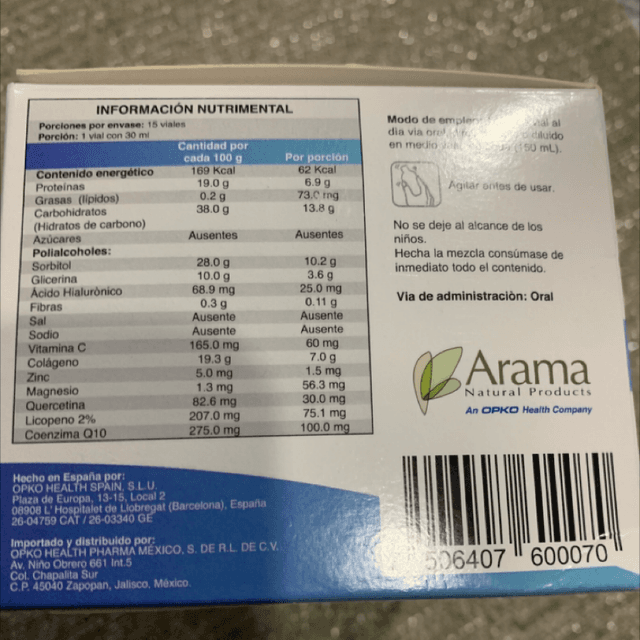 INFORMACIÓN NUTRIMENTAL
Porciones por envase: 15 viales
Porción: 1 vial con 30 ml
Cantidad por cada 100 g Por porción
Contenido energético 169 Kcal 62 Kcal
Proteínas 19.0 g 6.9 g
Grasas (lípidos) 0.2 g 73.0 mg
Carbohidratos 38.0 g 13.8 g
(Hidratos de carbono)
Azúcares Ausentes Ausentes
Polialcoholes:
Sorbitol 28.0 g 10.2 g
Glicerina 10.0 g 3.6 g
Ácido Hialurónico 68.9 mg 25.0 mg
Fibras 0.3 g 0.11 g
Sal Ausente Ausente
Sodio Ausente Ausente
Vitamina C 165.0 mg 60 mg
Colágeno 19.3 g 7.0 g
Zinc 5.0 mg 1.5 mg
Magnesio 1.3 mg 56.3 mg
Quercetina 82.6 mg 30.0 mg
Licopeno 2% 207.0 mg 75.1 mg
Coenzima Q10 275.0 mg 100.0 mg
Hecho en España por:
OPKO HEALTH SPAIN, S.L.U.
Plaza de Europa, 13-15, Local 2
08908 L' Hospitalet de Llobregat (Barcelona), España
26-04759 CAT / 26-03340 GE
Importado y distribuido por:
OPKO HEALTH PHARMA MÉXICO, S. DE R.L. DE C.V.
Av. Niño Obrero 661 Int.5
Col. Chapalita Sur
C.P. 45040 Zapopan, Jalisco, México.
Modo de empleo: al
día vía oral diluido
en medio (150 mL).
Agitar antes de usar.
No se deje al alcance de los
niños.
Hecha la mezcla consúmase de
inmediato todo el contenido.
Vía de administración: Oral
Arama
Natural Products
An OPKO Health Company
506407 600070